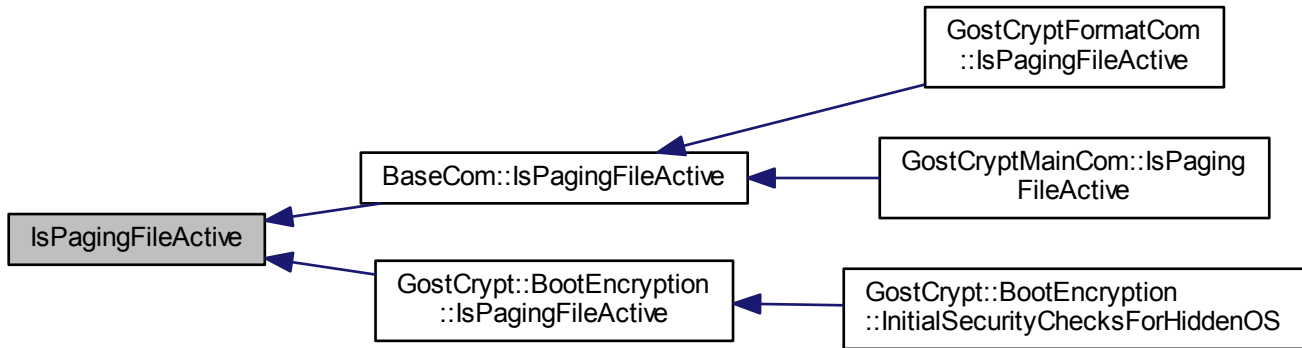 GostCryptFormatCom
::IsPagingFileActive
BaseCom::IsPagingFileActive
GostCryptMainCom::IsPaging
FileActive
IsPagingFileActive
GostCrypt::BootEncryption
::IsPagingFileActive
GostCrypt::BootEncryption
::InitialSecurityChecksForHiddenOS